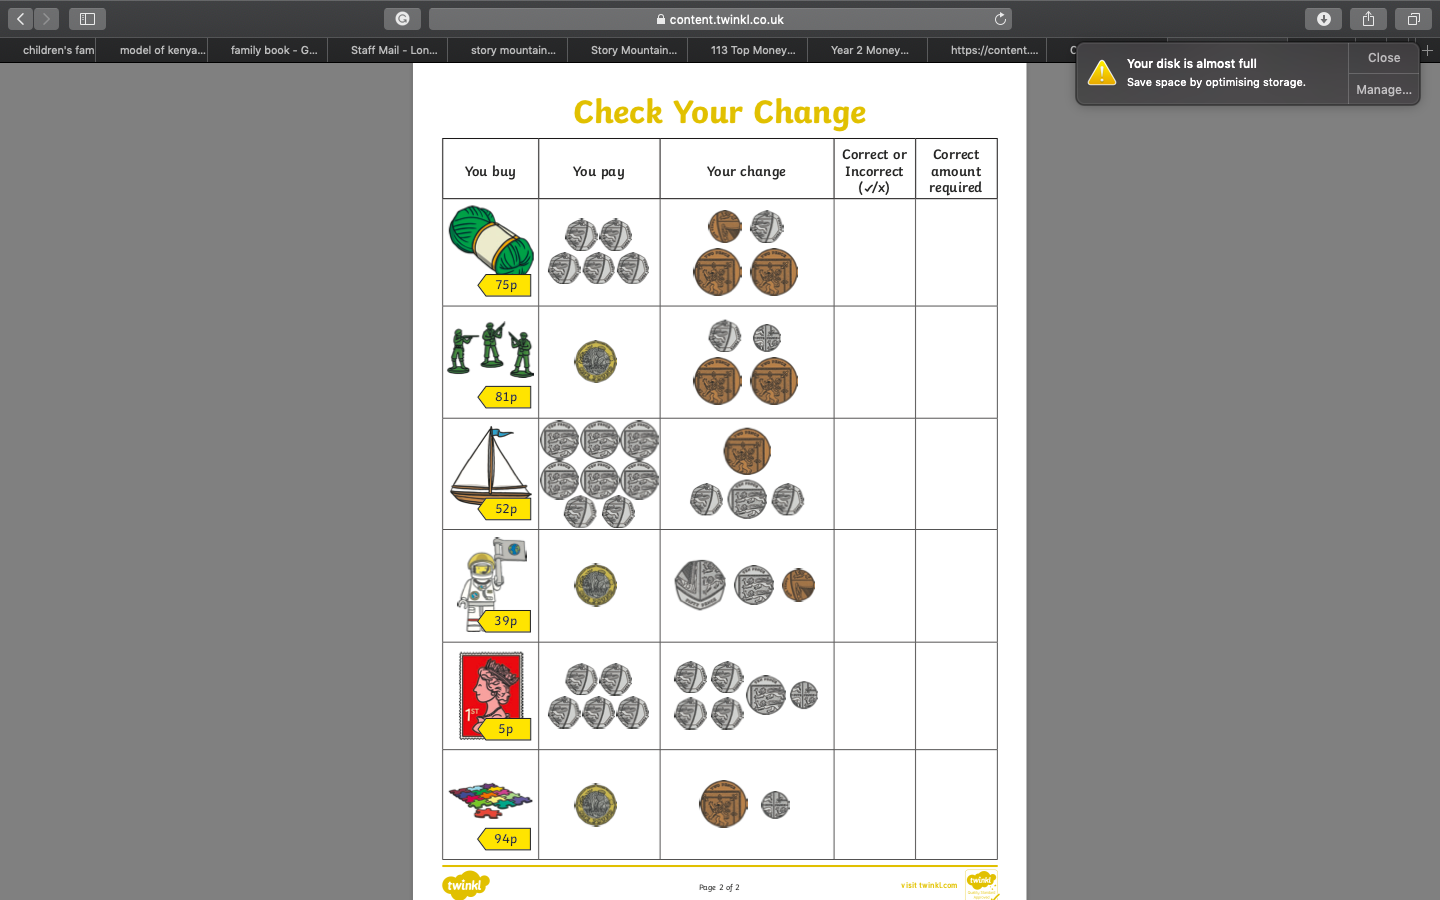 content.twinkl.co.uk
children's fam
model of kenya...
family book - G...
Staff Mail - Lon...
story mountain...
Story Mountain...
113 Top Money...
Year 2 Money...
https://content....
Your disk is almost full
Save space by optimising storage.
Close
Manage...
Check Your Change
You buy
You pay
Your change
Correct or
Incorrect
(✓/x)
Correct
amount
required
75p
81p
52p
39p
1ST
5p
94p
twinkl
Page 2 of 2
visit twinkl.com
twinkl